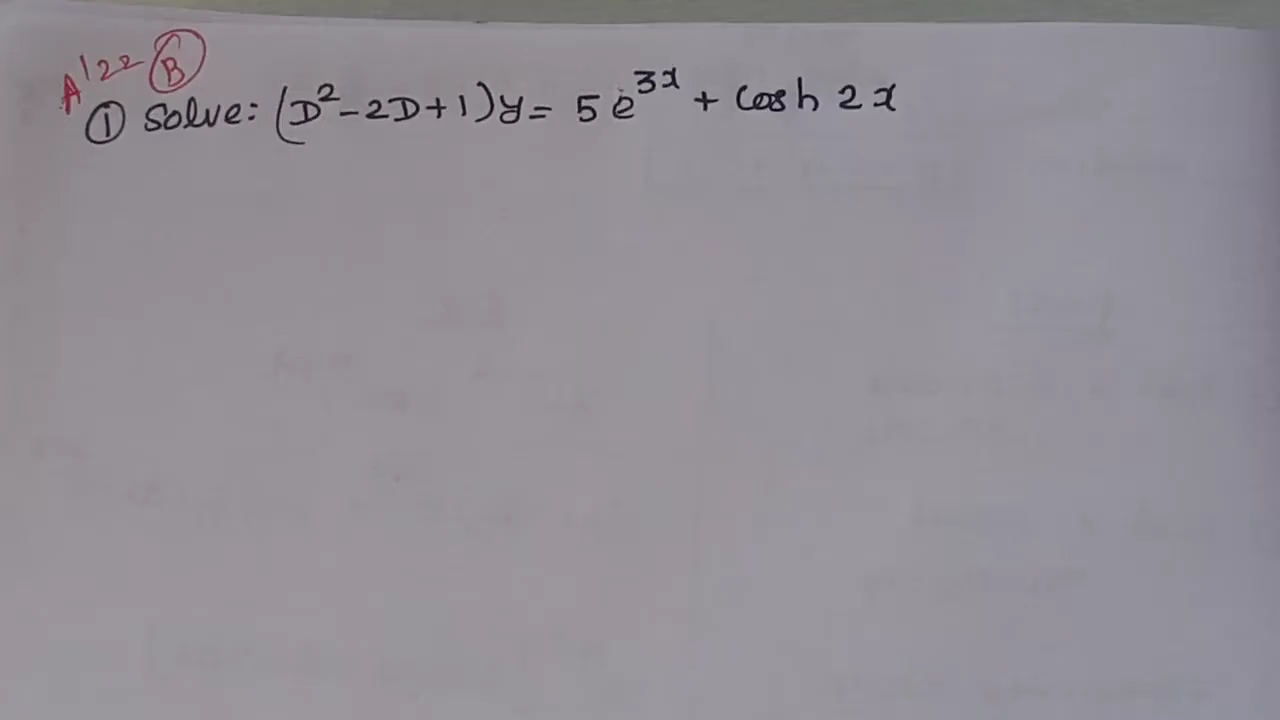 A'22 B
① Solve: (D² - 2D + 1)y = 5e³ˣ + cosh 2x